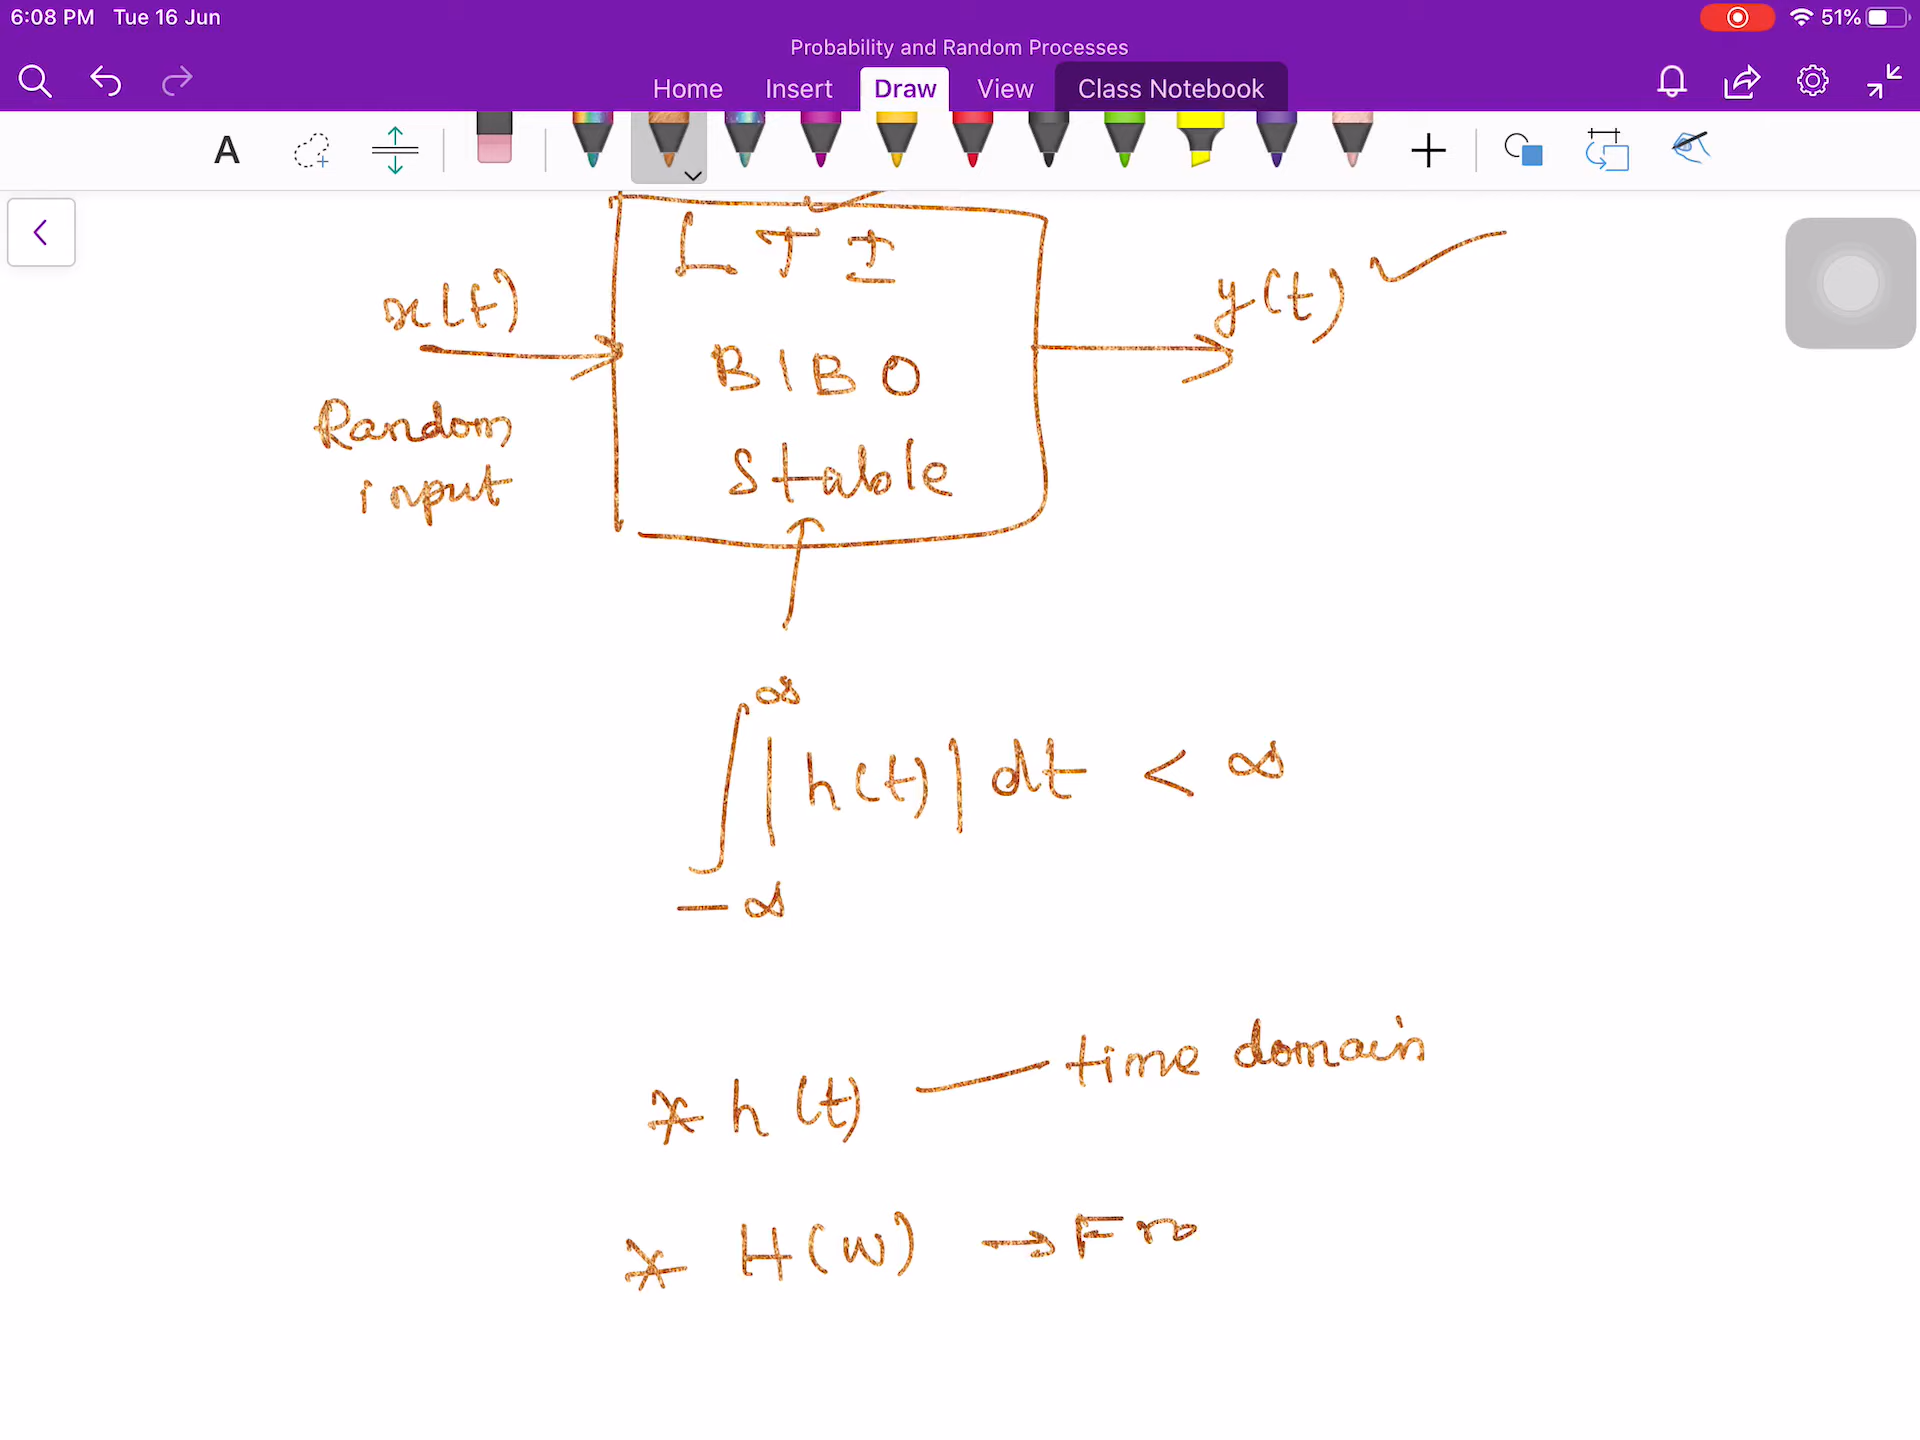 6:08 PM Tue 16 Jun 51%
Probability and Random Processes
Home Insert Draw View Class Notebook
A
LTI
x(t) y(t)
BIBO
Random
Stable
input
∫_{-∞}^{∞} |h(t)| dt < ∞
* h(t) — time domain
* H(w) → Fre